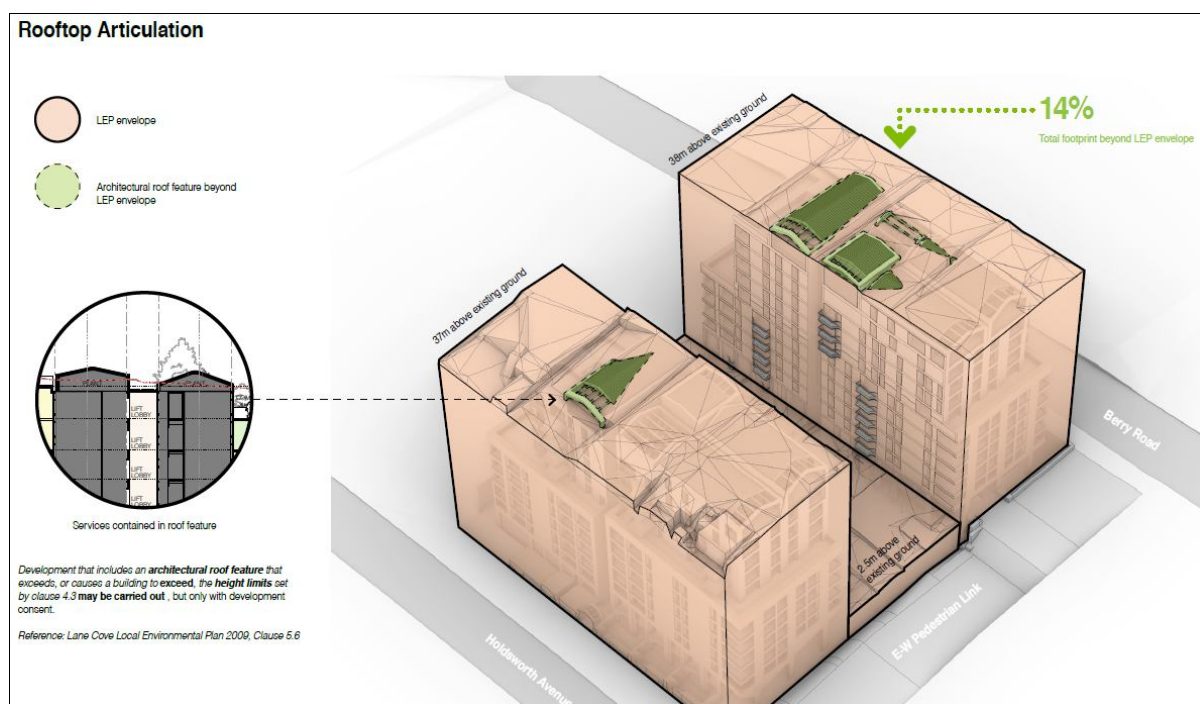 Rooftop Articulation
LEP envelope
Architectural roof feature beyond
LEP envelope
LIFT
LOBBY
LIFT
LOBBY
LIFT
LOBBY
LIFT
Services contained in roof feature
Development that includes an architectural roof feature that
exceeds, or causes a building to exceed, the height limits set
by clause 4.3 may be carried out , but only with development
consent.
Reference: Lane Cove Local Environmental Plan 2009, Clause 5.6
38m above existing ground
14%
Total footprint beyond LEP envelope
37m above existing ground
Berry Road
2.5m above
existing ground
E-W Pedestrian Link
Holdsworth Avenue